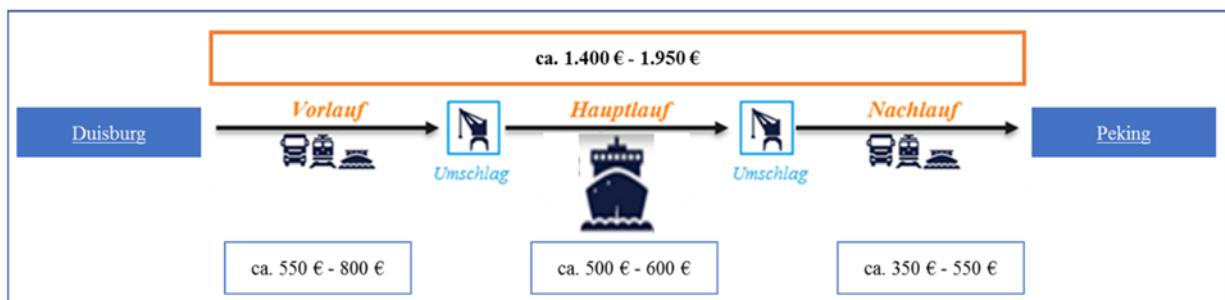 ca. 1.400 € - 1.950 €
Duisburg
Vorlauf
Hauptlauf
Nachlauf
Peking
Umschlag
Umschlag
ca. 550 € - 800 €
ca. 500 € - 600 €
ca. 350 € - 550 €